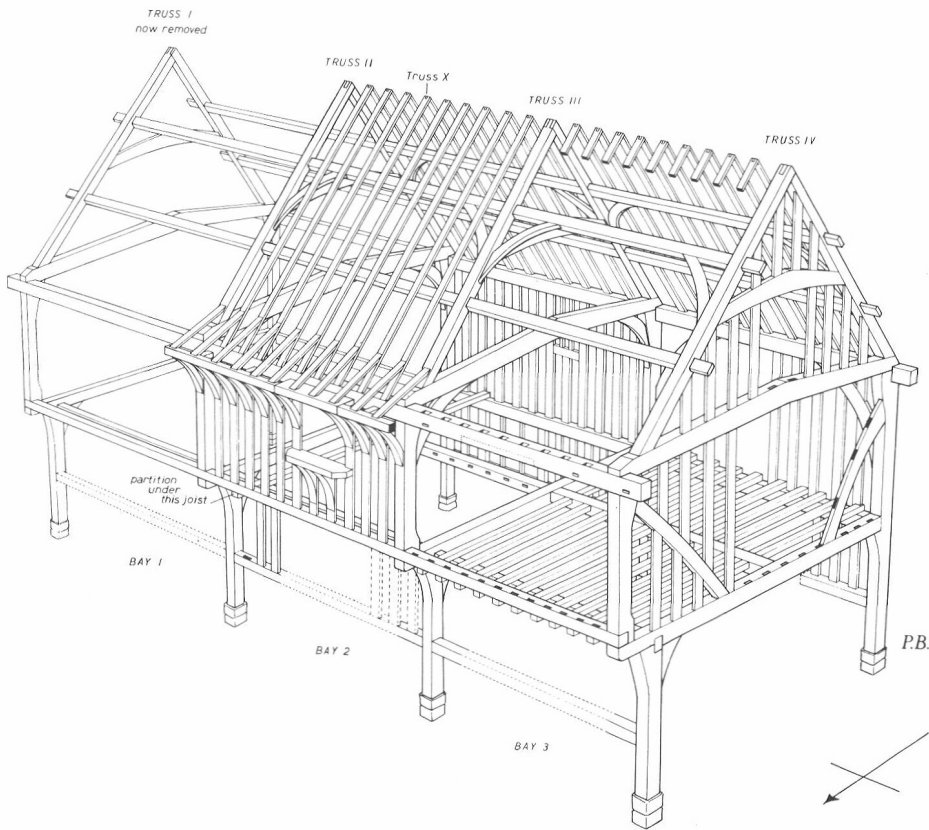 TRUSS I
now removed
TRUSS II
Truss X
TRUSS III
TRUSS IV
partition
under
this joist
BAY 1
BAY 2
BAY 3
P.B.